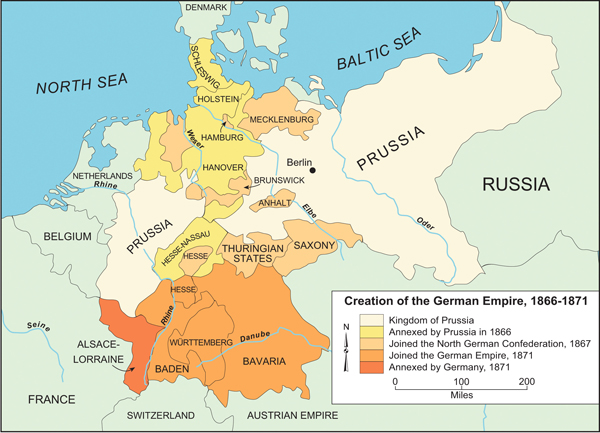 DENMARK
NORTH SEA
BALTIC SEA
SCHLESWIG
HOLSTEIN
MECKLENBURG
HAMBURG
Weser
PRUSSIA
Berlin
HANOVER
NETHERLANDS
Rhine
BRUNSWICK
RUSSIA
ANHALT
Elbe
Oder
BELGIUM
PRUSSIA
HESSE-NASSAU
HESSE
THURINGIAN
STATES
SAXONY
HESSE
Rhine
Seine
ALSACE-
LORRAINE
WÜRTTEMBERG
Danube
BADEN
BAVARIA
FRANCE
SWITZERLAND
AUSTRIAN EMPIRE
Creation of the German Empire, 1866-1871
Kingdom of Prussia
Annexed by Prussia in 1866
Joined the North German Confederation, 1867
Joined the German Empire, 1871
Annexed by Germany, 1871
N
S
0 100 200
Miles